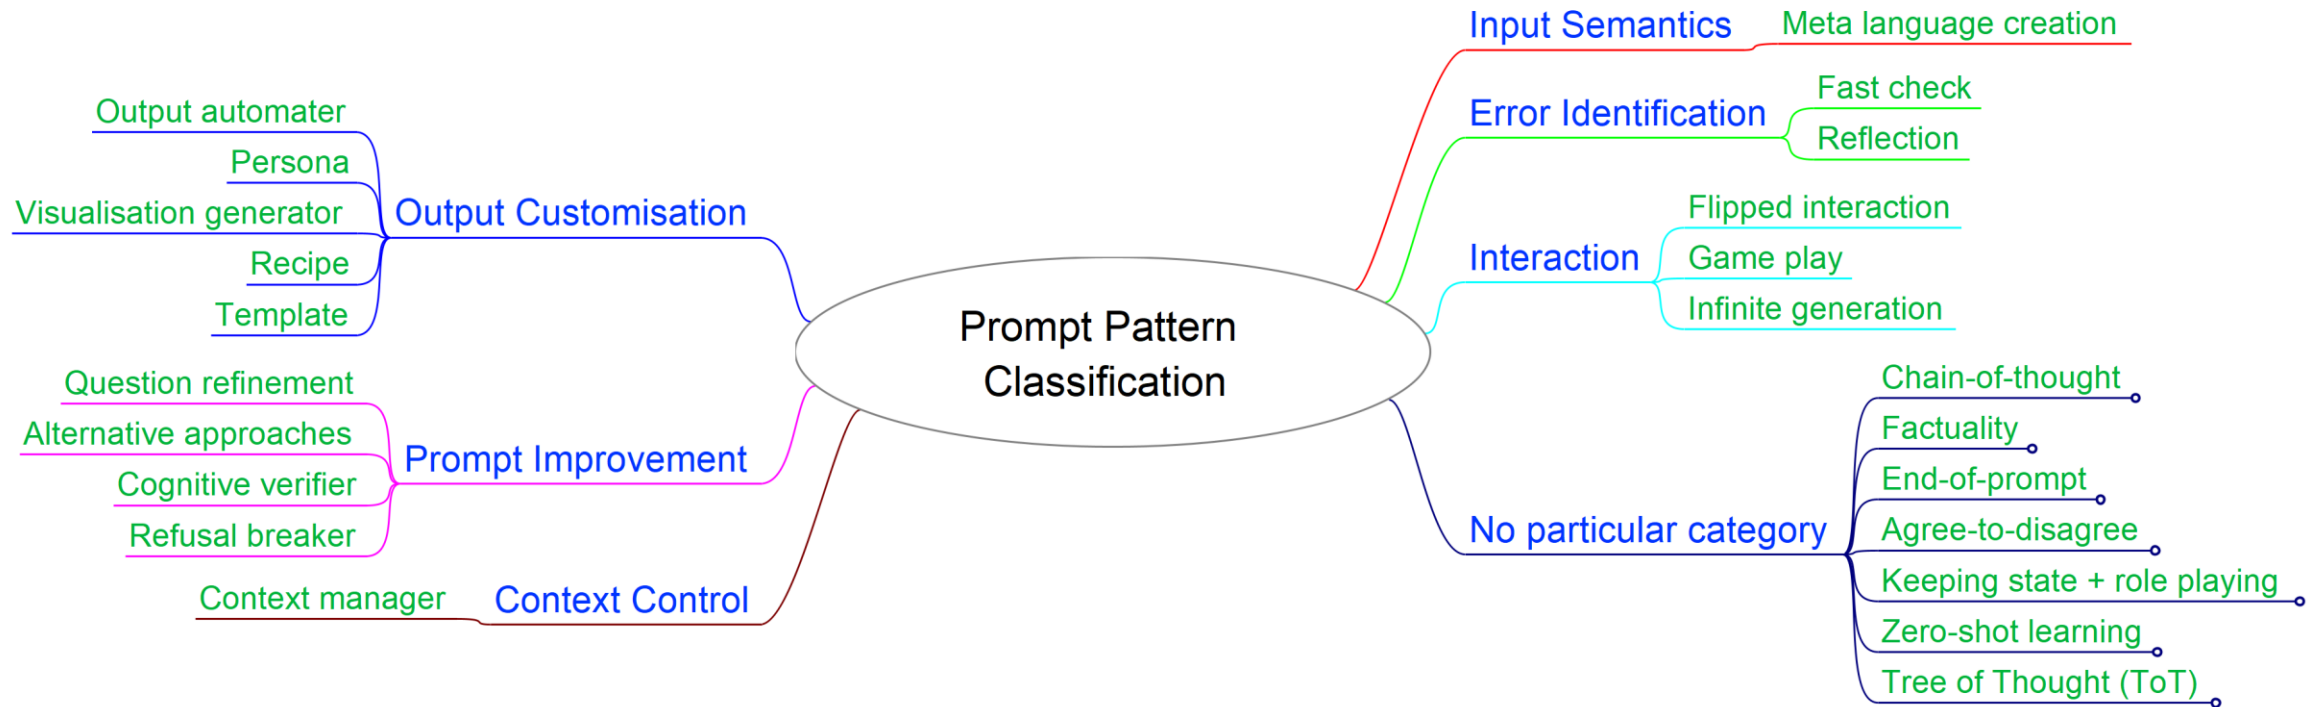 Prompt Pattern
Classification
Input Semantics
Meta language creation
Error Identification
Fast check
Reflection
Interaction
Flipped interaction
Game play
Infinite generation
No particular category
Chain-of-thought
Factuality
End-of-prompt
Agree-to-disagree
Keeping state + role playing
Zero-shot learning
Tree of Thought (ToT)
Output Customisation
Output automater
Persona
Visualisation generator
Recipe
Template
Prompt Improvement
Question refinement
Alternative approaches
Cognitive verifier
Refusal breaker
Context Control
Context manager